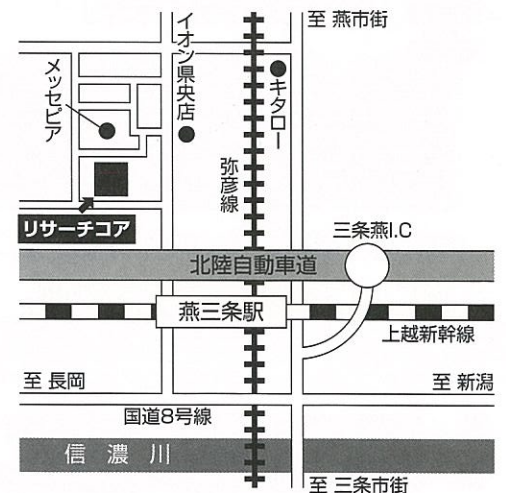 至 燕市街
イオン県央店
キタロー
メッセピア
弥彦線
リサーチコア
三条燕I.C
北陸自動車道
燕三条駅
上越新幹線
至 長岡
至 新潟
国道8号線
信濃川
至 三条市街